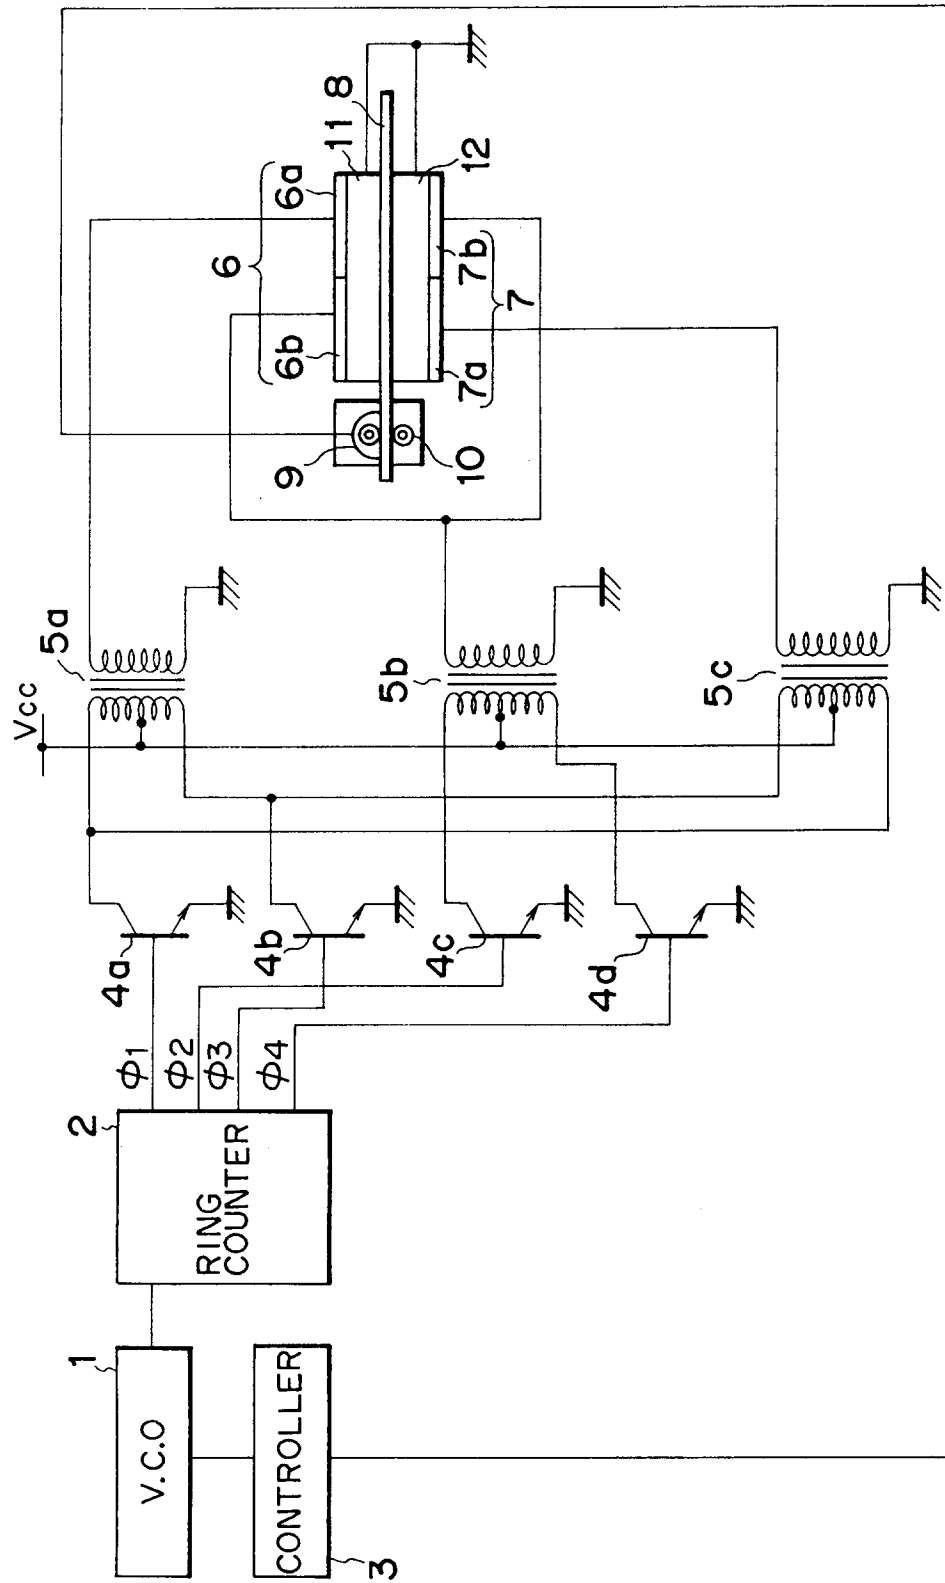 1
V.C.O
CONTROLLER
3
2
RING
COUNTER
Φ1
Φ2
Φ3
Φ4
4a
4b
4c
4d
Vcc
5a
5b
5c
6
6b
6a
11
8
9
10
12
7a
7b
7